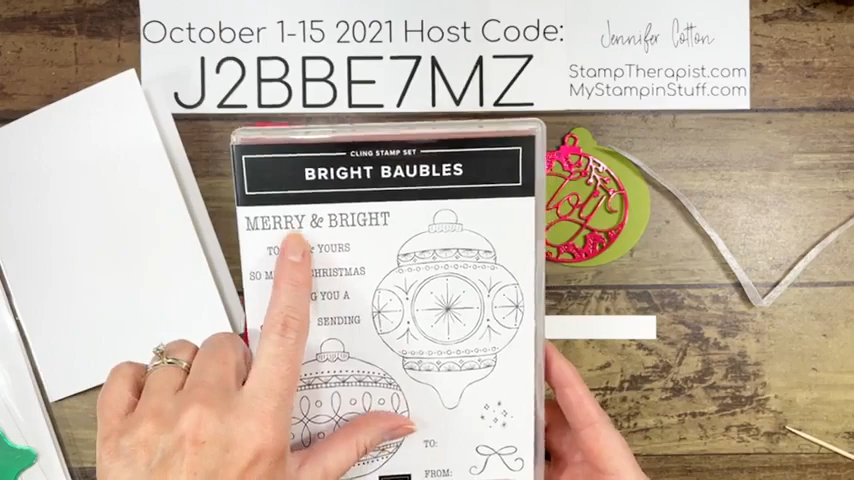 October 1-15 2021 Host Code:
J2BBE7MZ
Jennifer Cotton
StampTherapist.com
MyStampinStuff.com
CLING STAMP SET
BRIGHT BAUBLES
MERRY & BRIGHT
YOURS
CHRISTMAS
YOU A
SENDING
TO:
FROM:
Joy